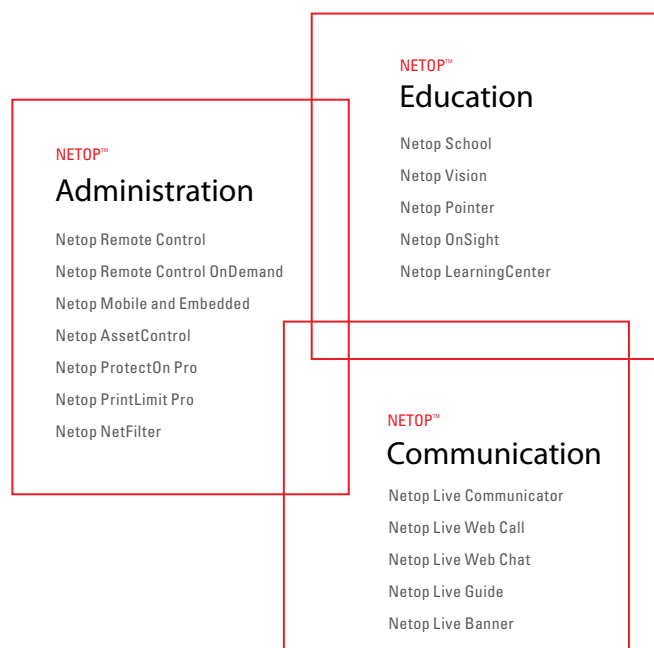 NETOP™
Education
Netop School
Netop Vision
Netop Pointer
Netop OnSight
Netop LearningCenter
NETOP™
Administration
Netop Remote Control
Netop Remote Control OnDemand
Netop Mobile and Embedded
Netop AssetControl
Netop ProtectOn Pro
Netop PrintLimit Pro
Netop NetFilter
NETOP™
Communication
Netop Live Communicator
Netop Live Web Call
Netop Live Web Chat
Netop Live Guide
Netop Live Banner